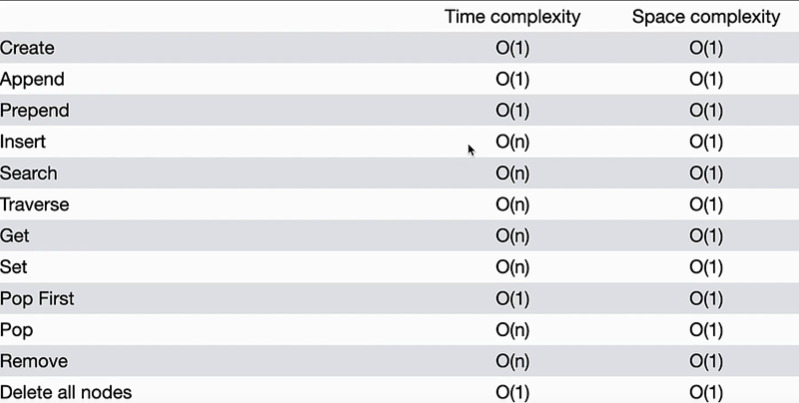 Time complexity Space complexity
Create O(1) O(1)
Append O(1) O(1)
Prepend O(1) O(1)
Insert O(n) O(1)
Search O(n) O(1)
Traverse O(n) O(1)
Get O(n) O(1)
Set O(n) O(1)
Pop First O(1) O(1)
Pop O(n) O(1)
Remove O(n) O(1)
Delete all nodes O(1) O(1)